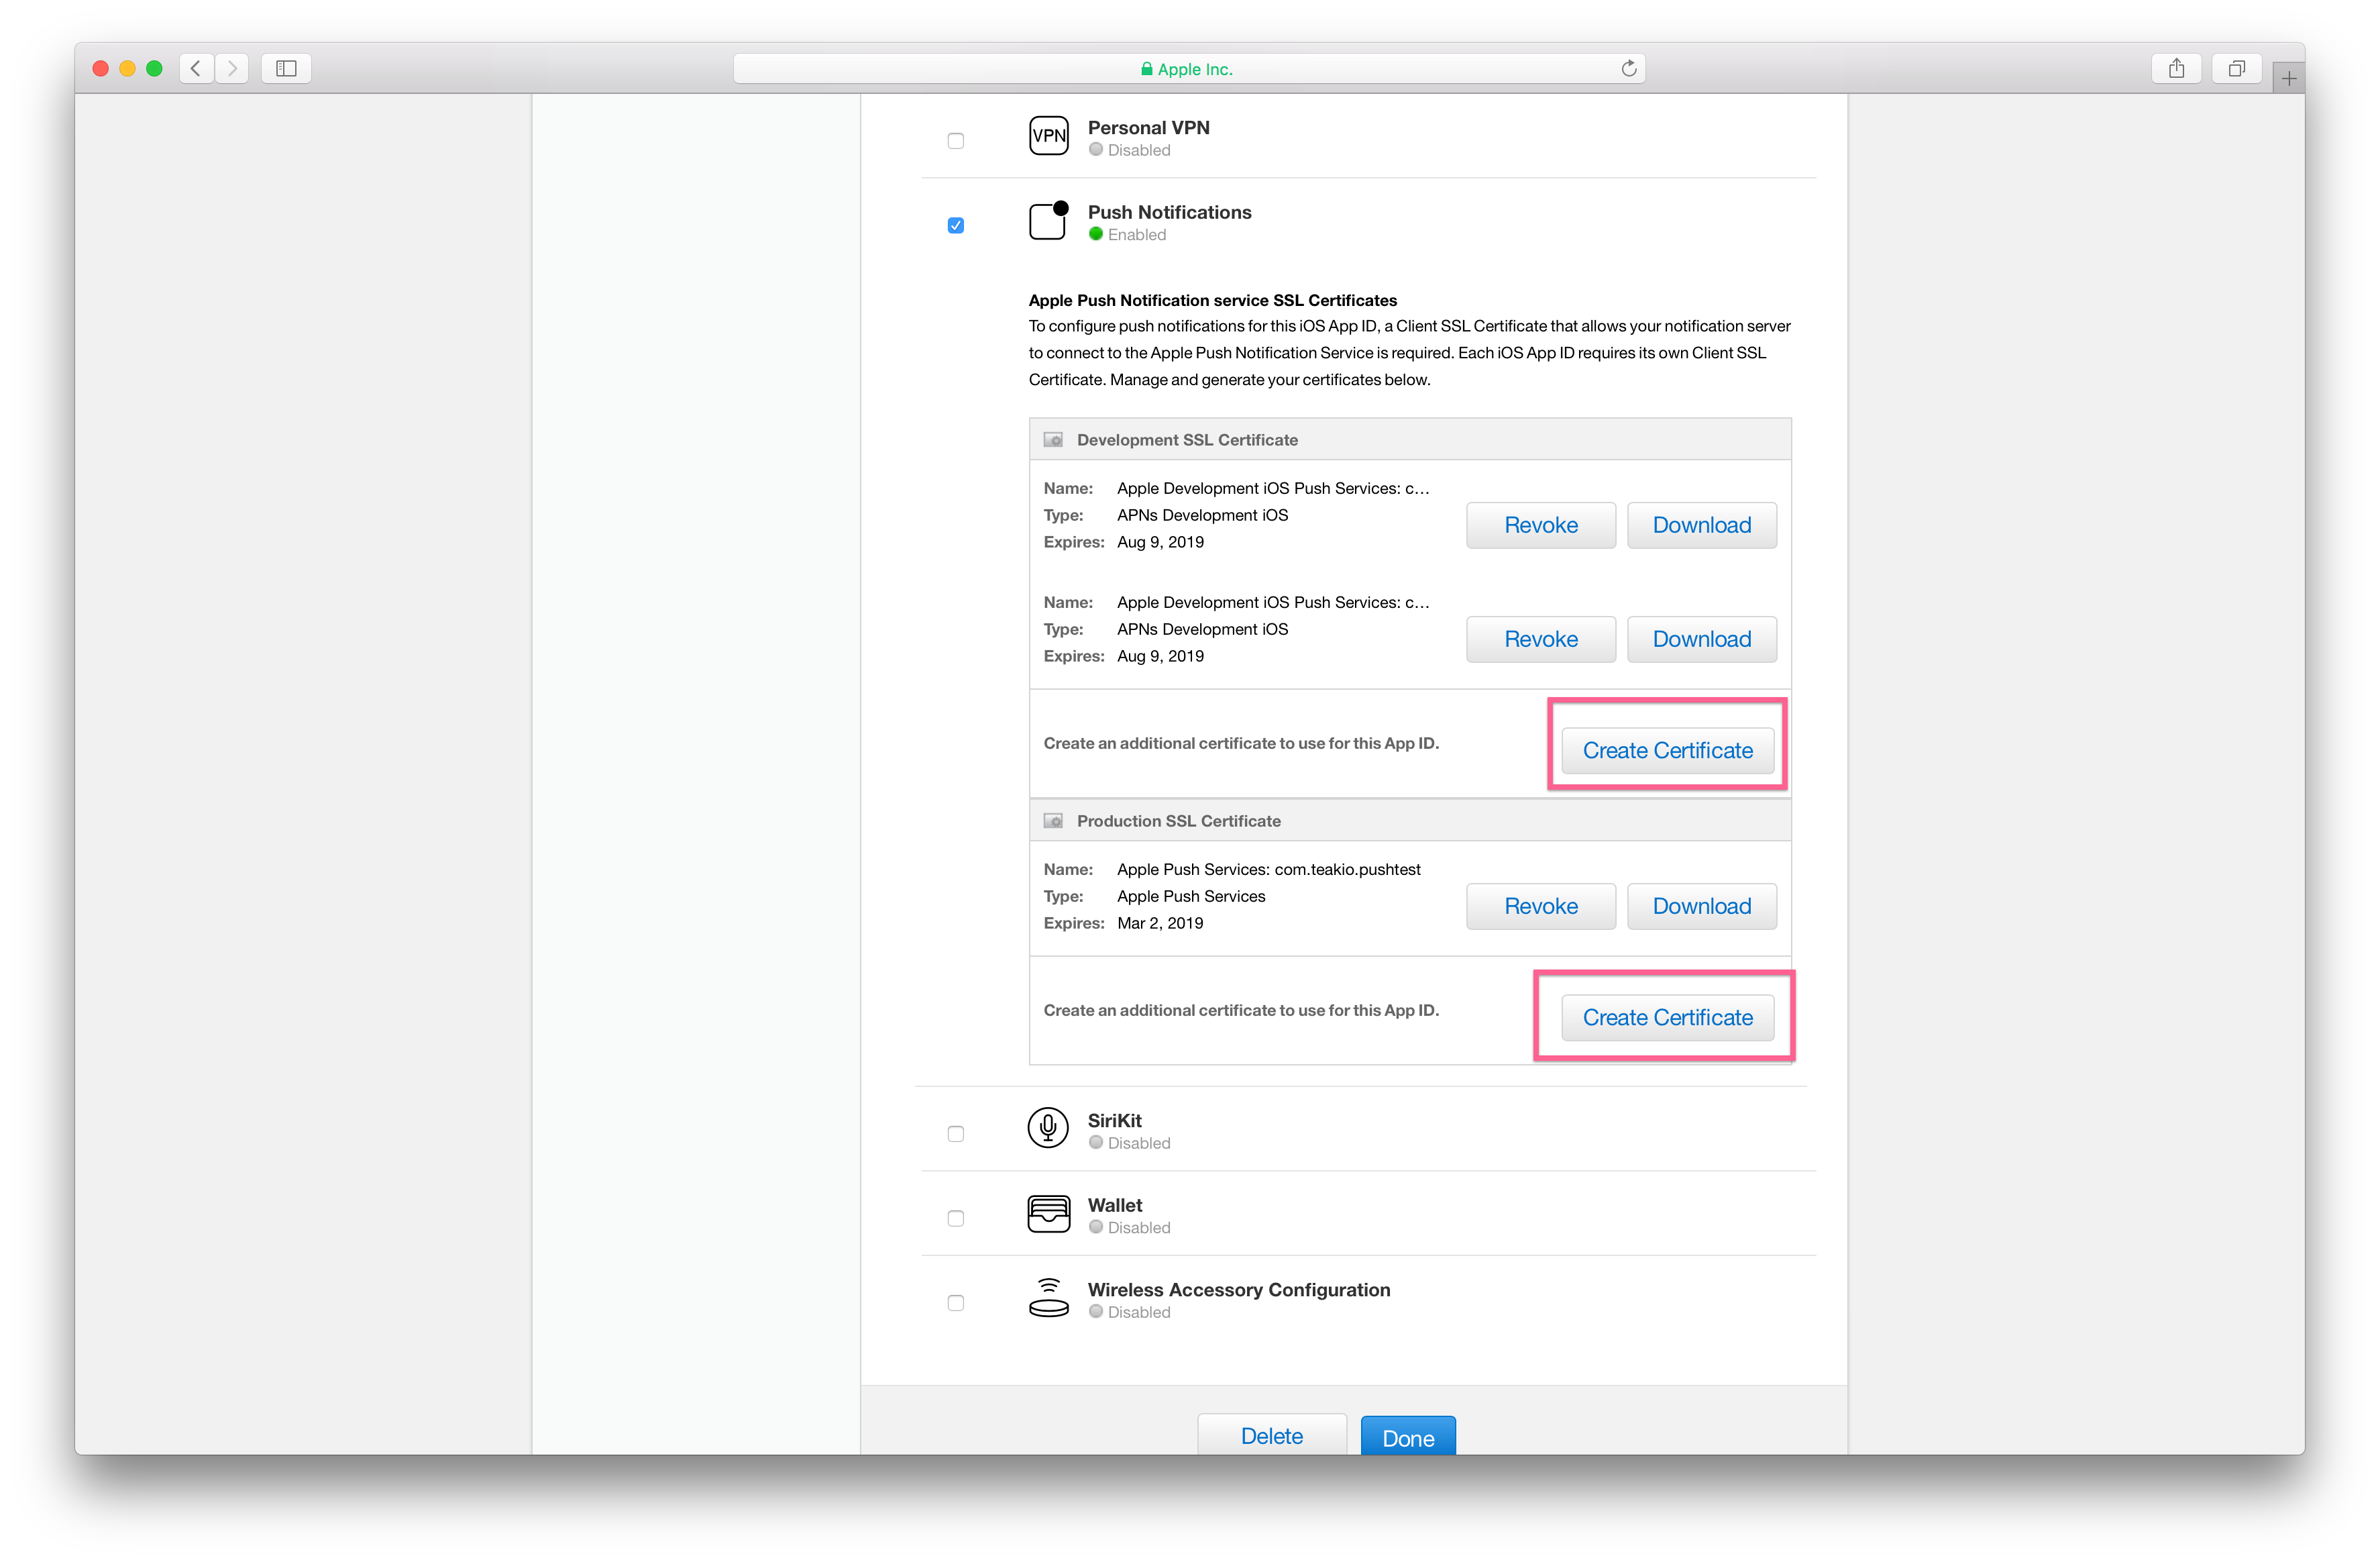 Apple Inc.
VPN
Personal VPN
Disabled
Push Notifications
Enabled
Apple Push Notification service SSL Certificates
To configure push notifications for this iOS App ID, a Client SSL Certificate that allows your notification server
to connect to the Apple Push Notification Service is required. Each iOS App ID requires its own Client SSL
Certificate. Manage and generate your certificates below.
Development SSL Certificate
Name: Apple Development iOS Push Services: c...
Type: APNs Development iOS
Expires: Aug 9, 2019
Revoke Download
Name: Apple Development iOS Push Services: c...
Type: APNs Development iOS
Expires: Aug 9, 2019
Revoke Download
Create an additional certificate to use for this App ID.
Create Certificate
Production SSL Certificate
Name: Apple Push Services: com.teakio.pushtest
Type: Apple Push Services
Expires: Mar 2, 2019
Revoke Download
Create an additional certificate to use for this App ID.
Create Certificate
SiriKit
Disabled
Wallet
Disabled
Wireless Accessory Configuration
Disabled
Delete Done